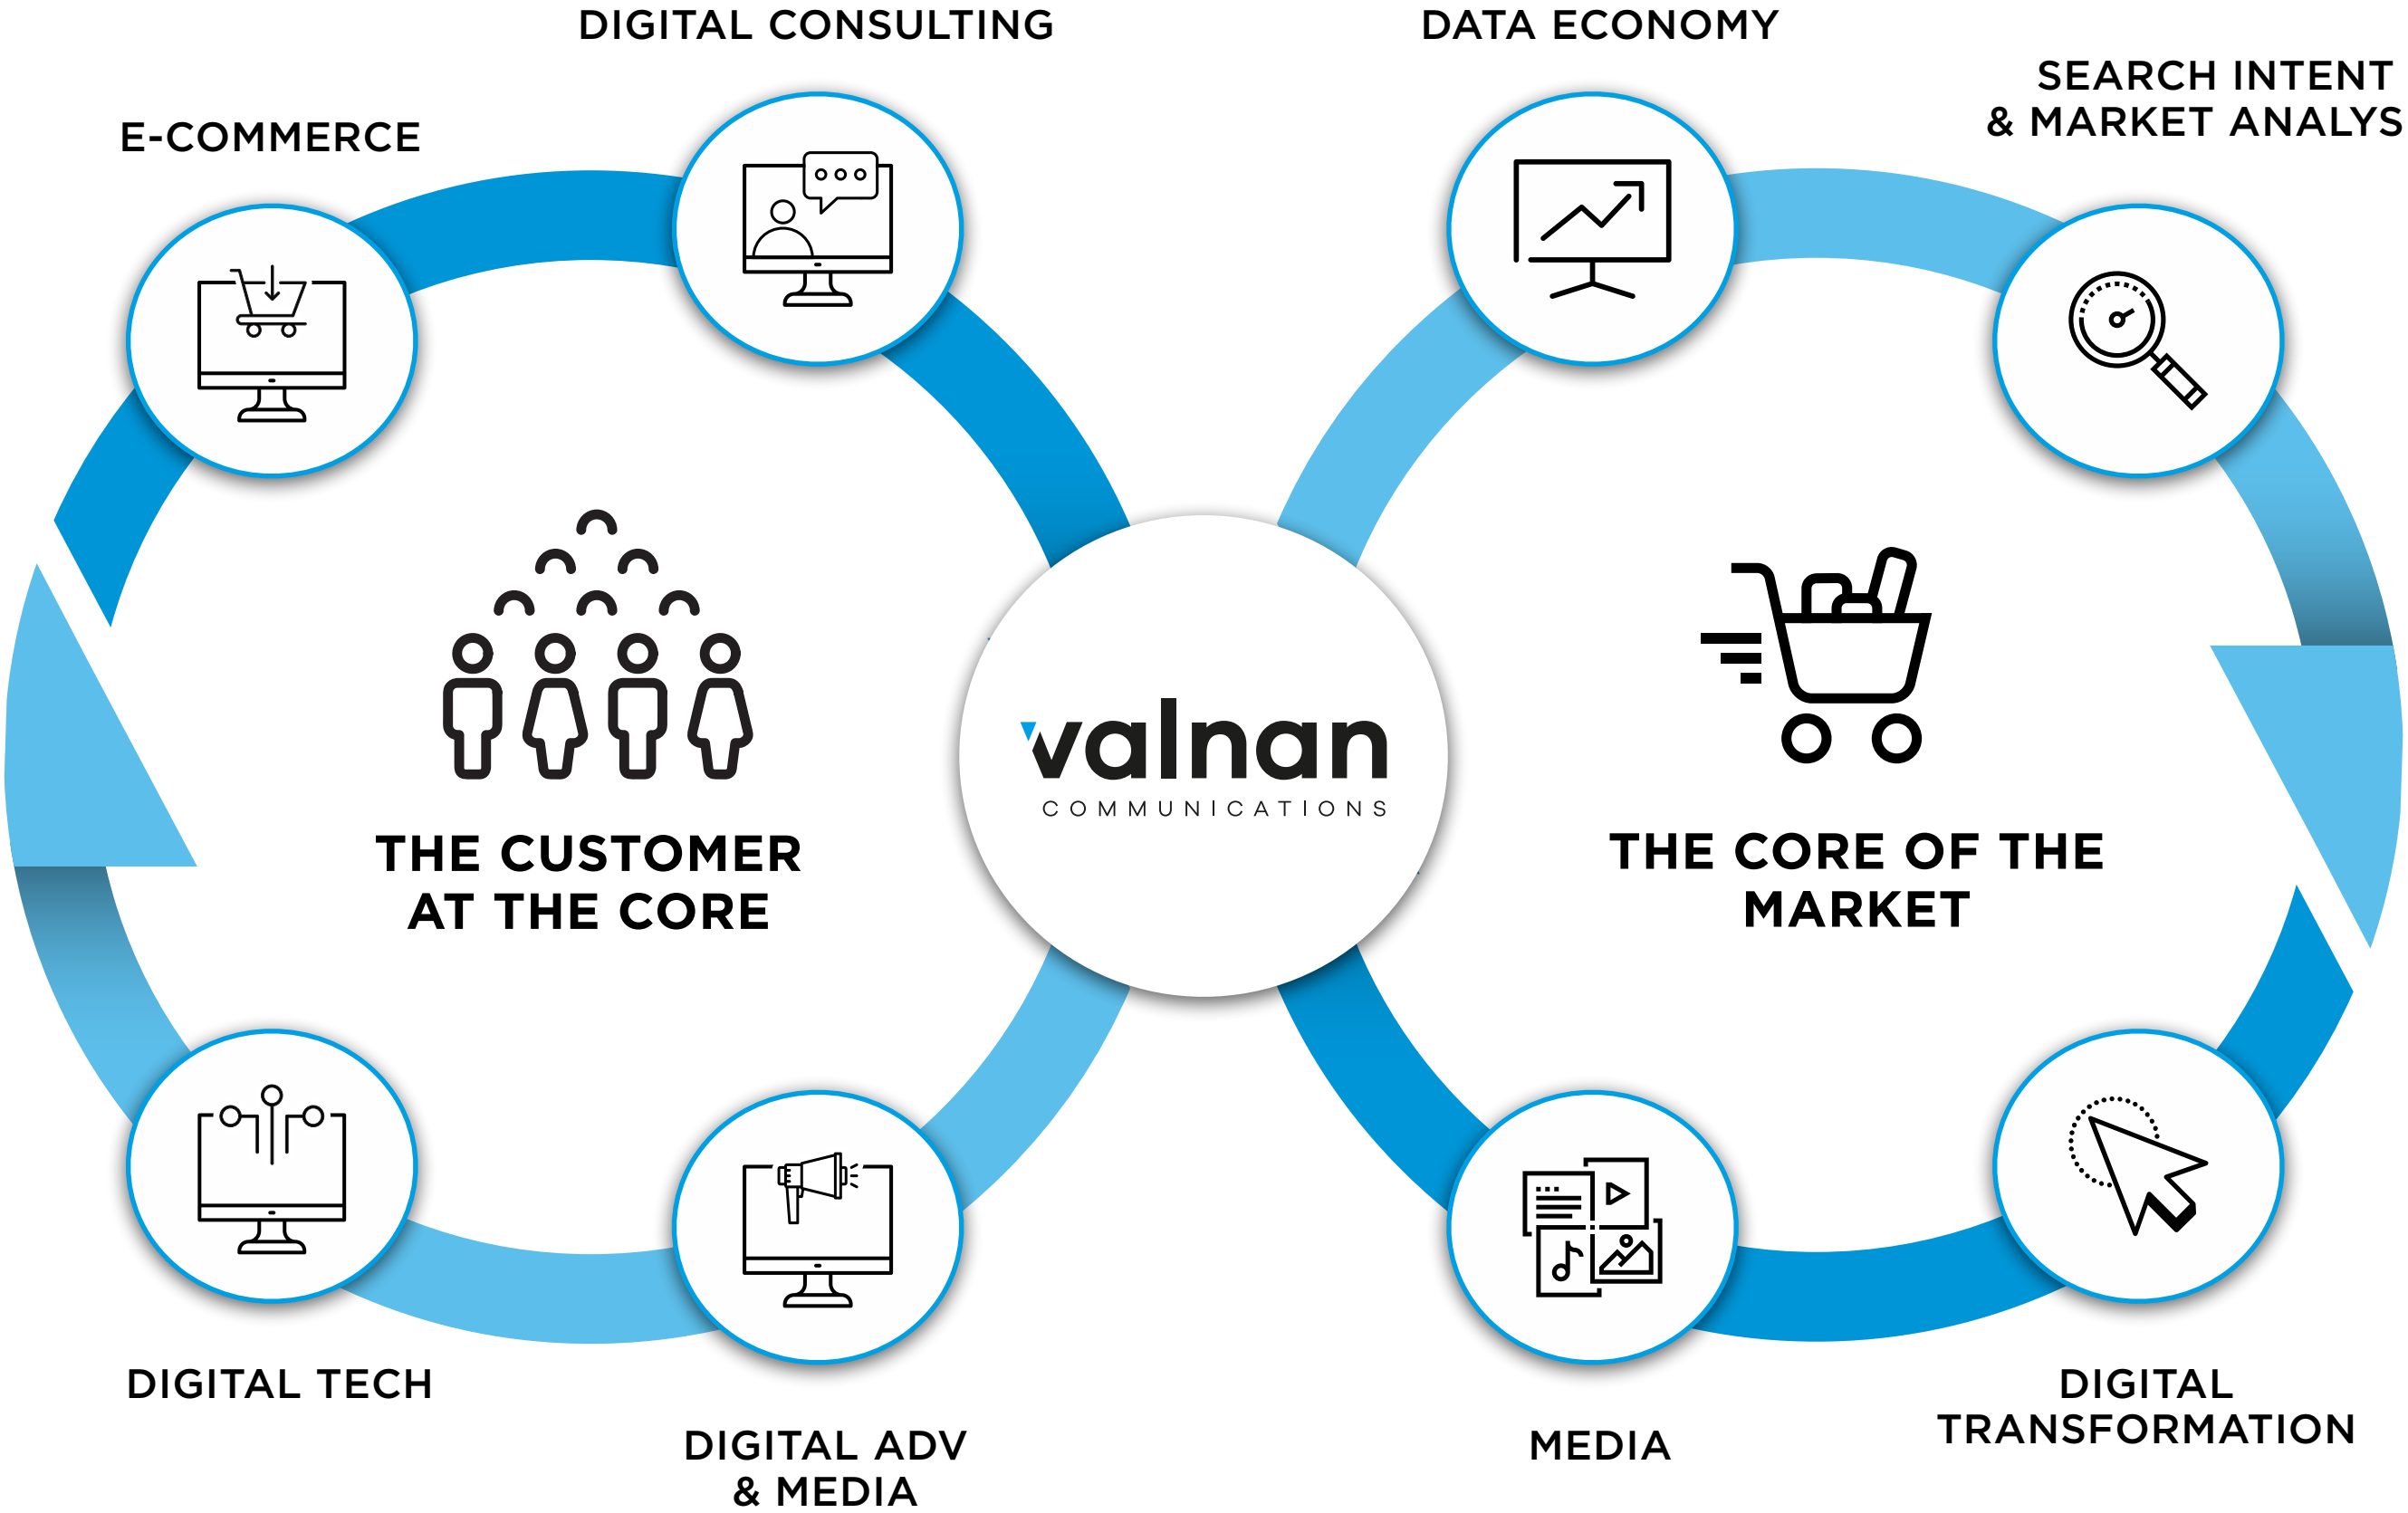 DIGITAL CONSULTING
DATA ECONOMY
SEARCH INTENT
& MARKET ANALYS
E-COMMERCE
valnan
COMMUNICATIONS
THE CUSTOMER
AT THE CORE
THE CORE OF THE
MARKET
DIGITAL TECH
DIGITAL ADV
& MEDIA
MEDIA
DIGITAL
TRANSFORMATION